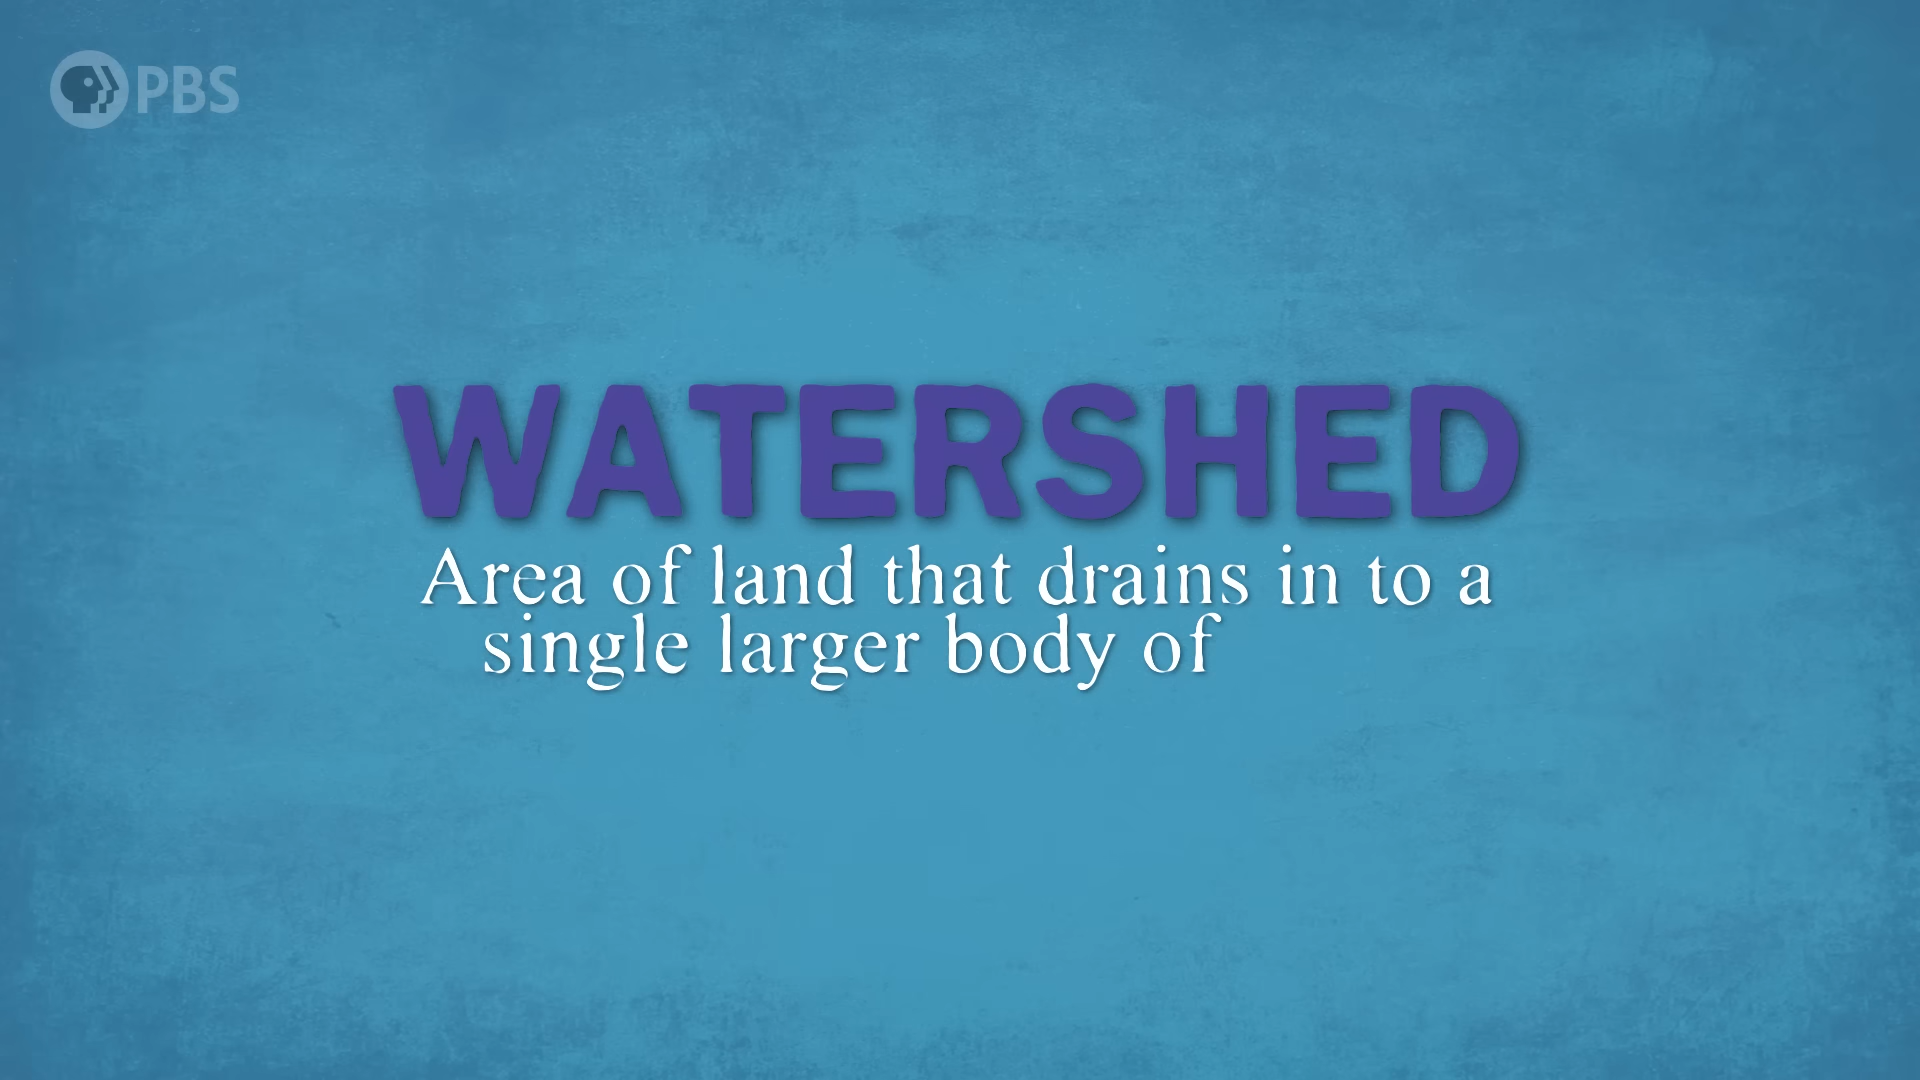 PBS
WATERSHED
Area of land that drains in to a
single larger body of